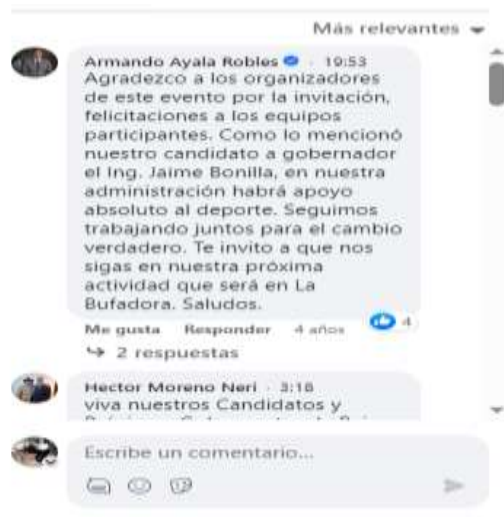 Más relevantes
Armando Ayala Robles · 19:53
Agradezco a los organizadores
de este evento por la invitación,
felicitaciones a los equipos
participantes. Como lo mencionó
nuestro candidato a gobernador
el Ing. Jaime Bonilla, en nuestra
administración habrá apoyo
absoluto al deporte. Seguimos
trabajando juntos para el cambio
verdadero. Te invito a que nos
sigas en nuestra próxima
actividad que será en La
Bufadora. Saludos.
Me gusta Responder 4 años 4
2 respuestas
Hector Moreno Neri · 3:18
viva nuestros Candidatos y
Escribe un comentario...